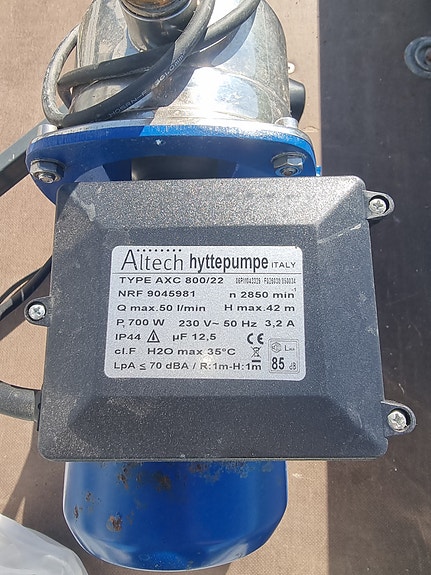 Altech hyttepumpe ITALY
TYPE AXC 800/22
NRF 9045981 n 2850 min⁻¹
Q max.50 l/min H max.42 m
P, 700 W 230 V~ 50 Hz 3,2 A
IP44 µF 12,5 CE
cl.F H2O max 35°C
LpA ≤ 70 dBA / R:1m-H:1m
85 dB